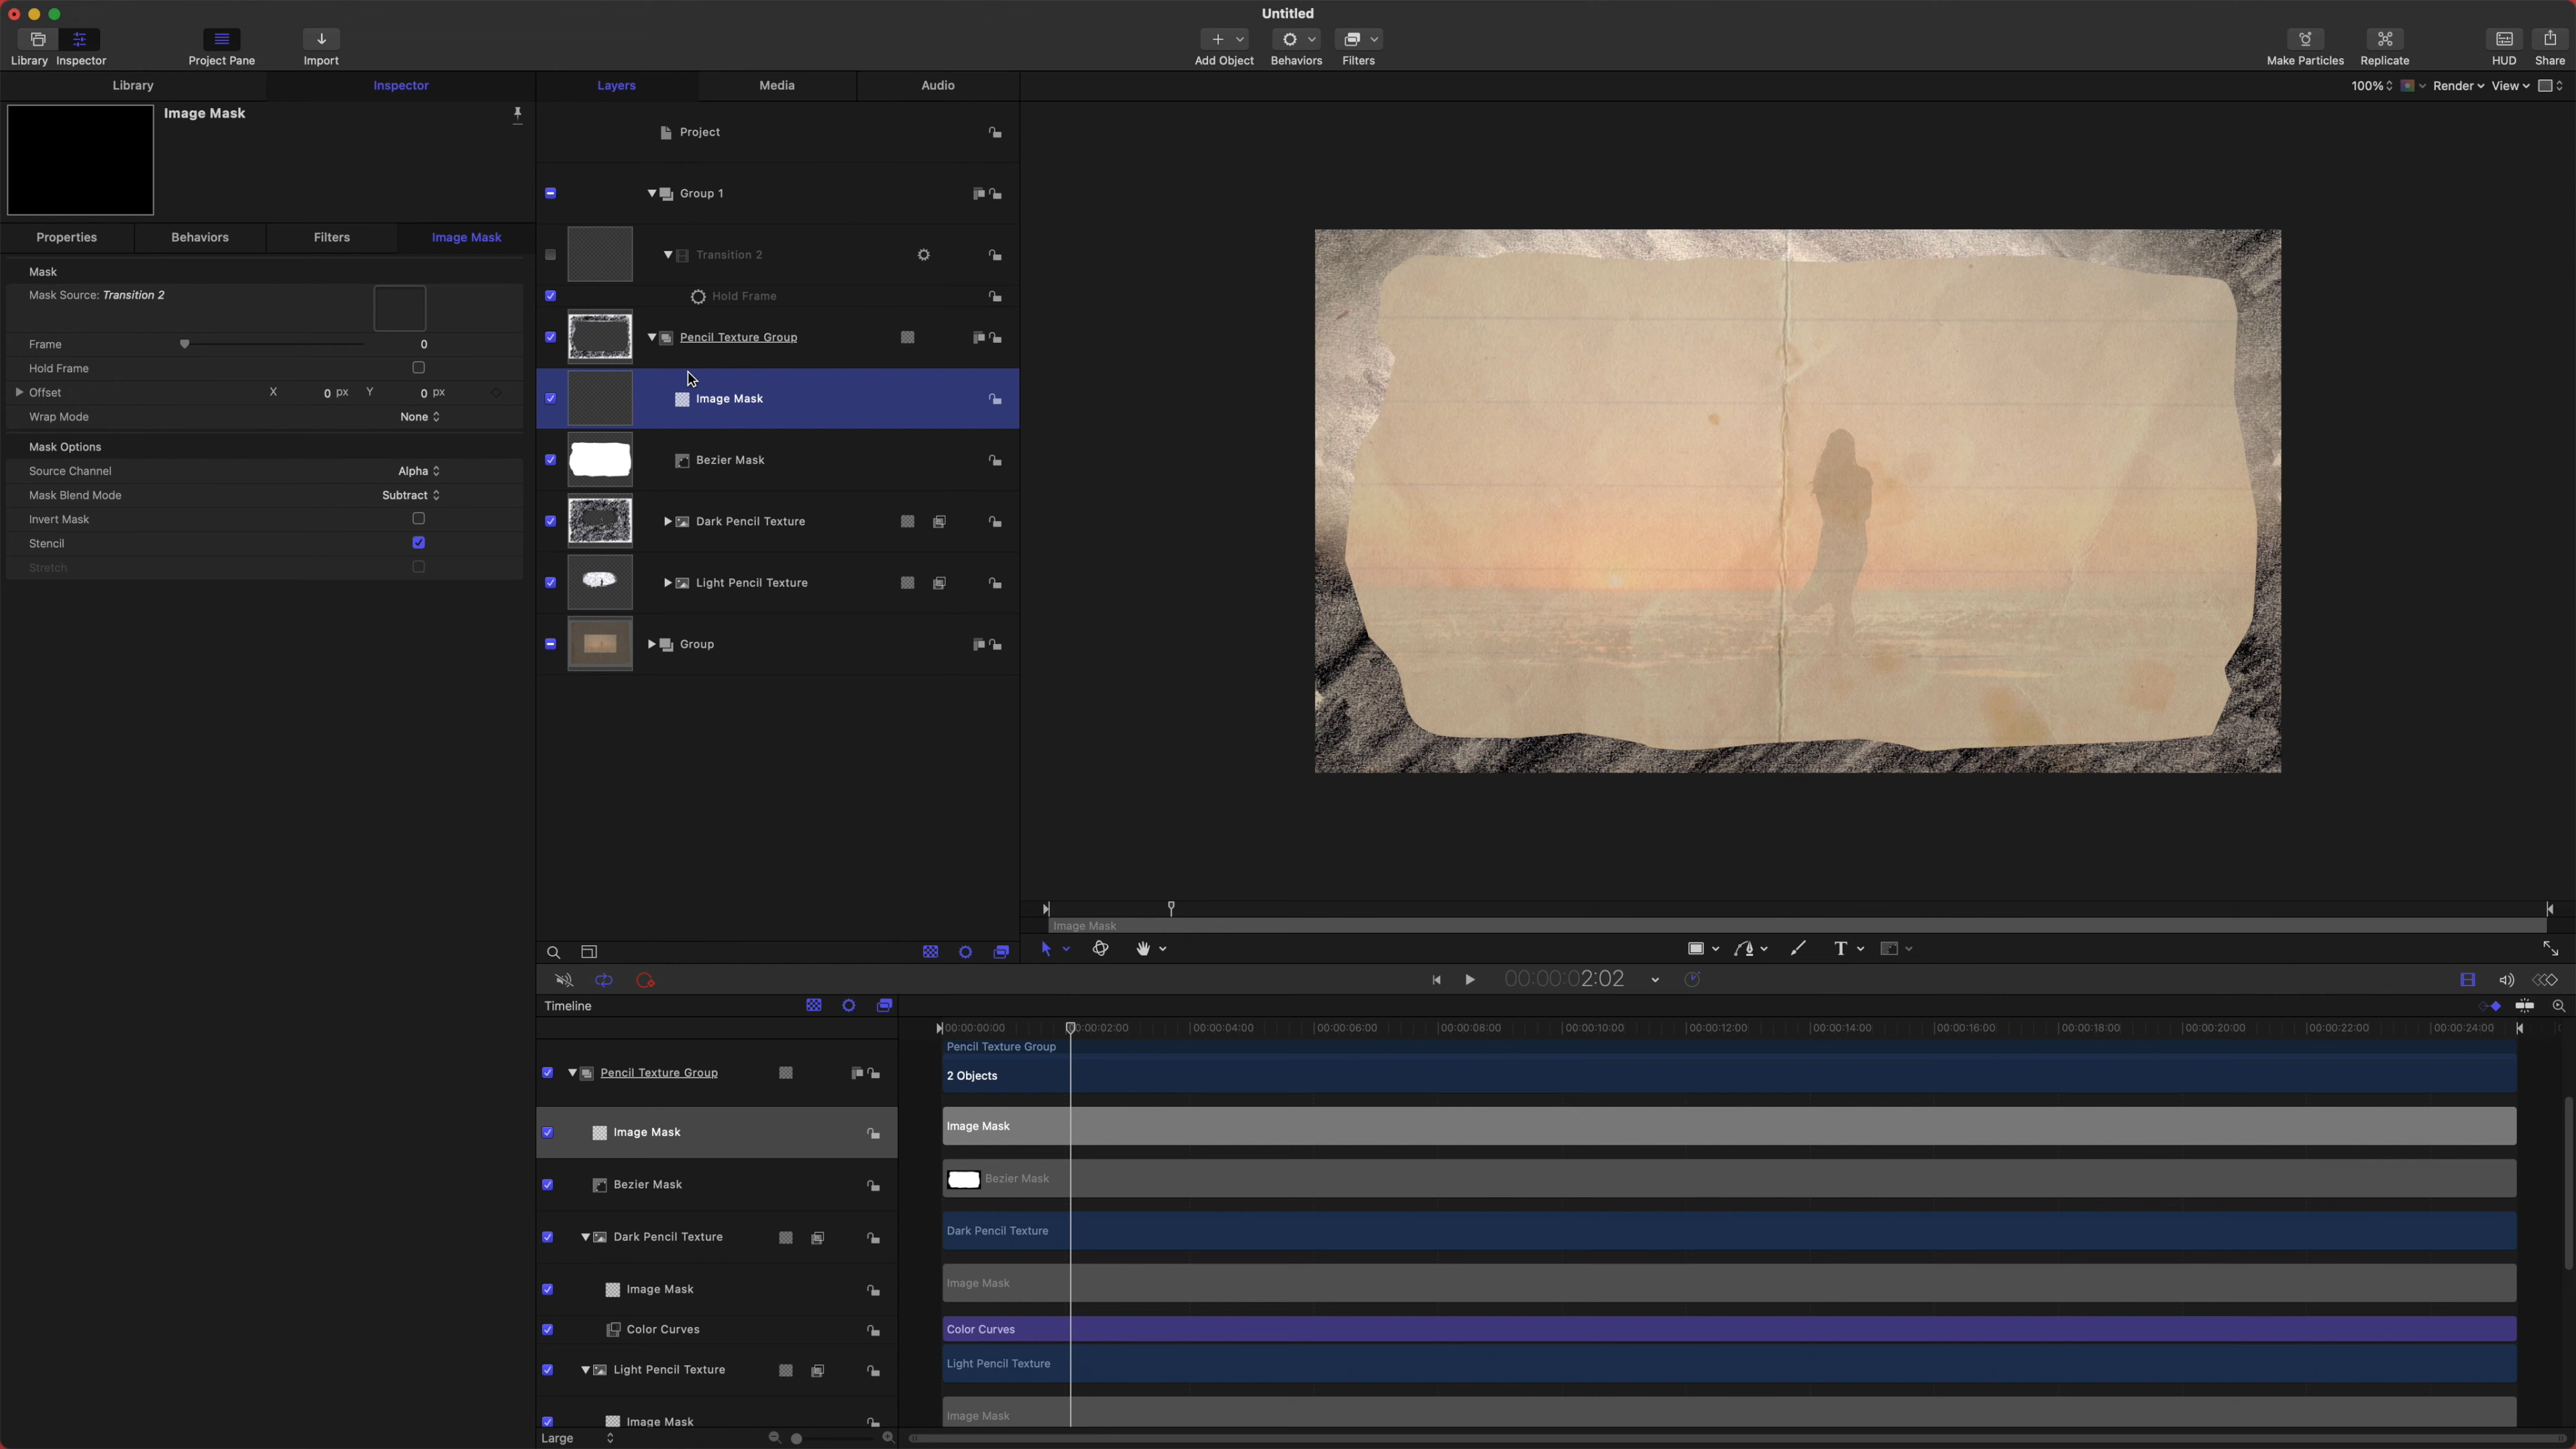 Untitled
Library Inspector Project Pane Import Add Object Behaviors Filters Make Particles Replicate HUD Share
Library Inspector Layers Media Audio 100% Render View
Image Mask
Properties Behaviors Filters Image Mask
Mask
Mask Source: Transition 2
Frame 0
Hold Frame
Offset X 0 px Y 0 px
Wrap Mode None
Mask Options
Source Channel Alpha
Mask Blend Mode Subtract
Invert Mask
Stencil
Stretch
Project
Group 1
Transition 2
Hold Frame
Pencil Texture Group
Image Mask
Bezier Mask
Dark Pencil Texture
Light Pencil Texture
Group
Image Mask
00:00:00:02:02
Timeline
00:00:00:00 00:00:02:00 00:00:04:00 00:00:06:00 00:00:08:00 00:00:10:00 00:00:12:00 00:00:14:00 00:00:16:00 00:00:18:00 00:00:20:00 00:00:22:00 00:00:24:00
Pencil Texture Group
Pencil Texture Group 2 Objects
Image Mask Image Mask
Bezier Mask Bezier Mask
Dark Pencil Texture Dark Pencil Texture
Image Mask Image Mask
Color Curves Color Curves
Light Pencil Texture Light Pencil Texture
Image Mask Image Mask
Large